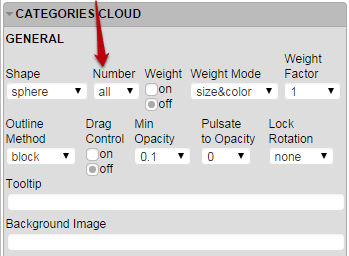 CATEGORIES CLOUD
GENERAL
Shape Number Weight Weight Mode Weight Factor
sphere all on off size&color 1
Outline Method Drag Control Min Opacity Pulsate to Opacity Lock Rotation
block on off 0.1 0 none
Tooltip
Background Image